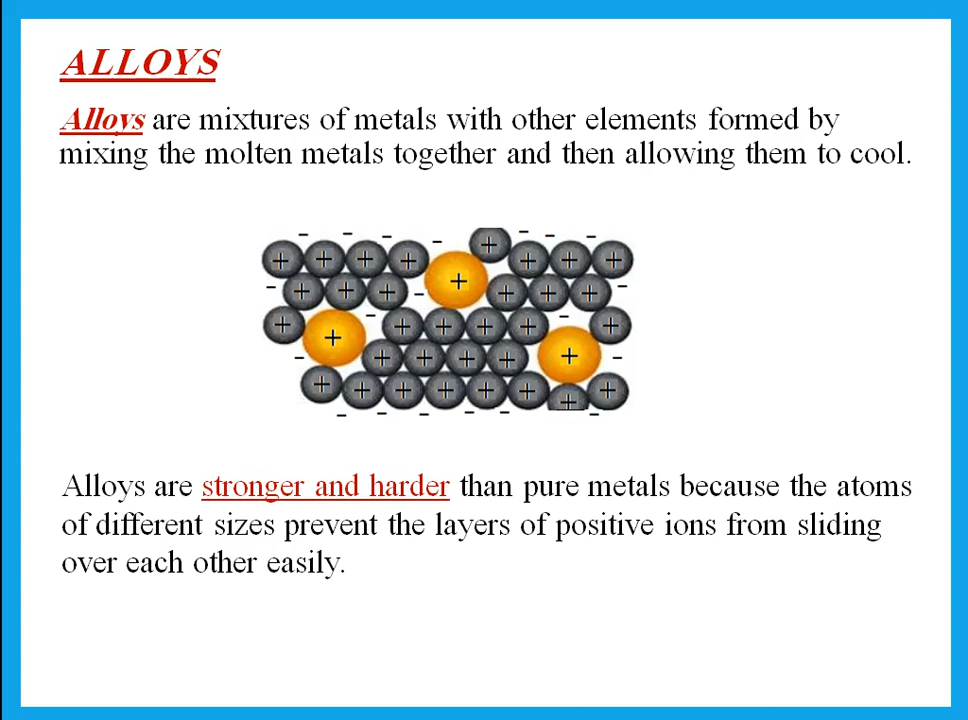 ALLOYS
Alloys are mixtures of metals with other elements formed by
mixing the molten metals together and then allowing them to cool.
- - - - - - -
+ + + + + + + +
- + + + - + + + + -
+ - + + + + - +
- + + + + + + -
+ + + + + + + +
- - - - - -
Alloys are stronger and harder than pure metals because the atoms
of different sizes prevent the layers of positive ions from sliding
over each other easily.